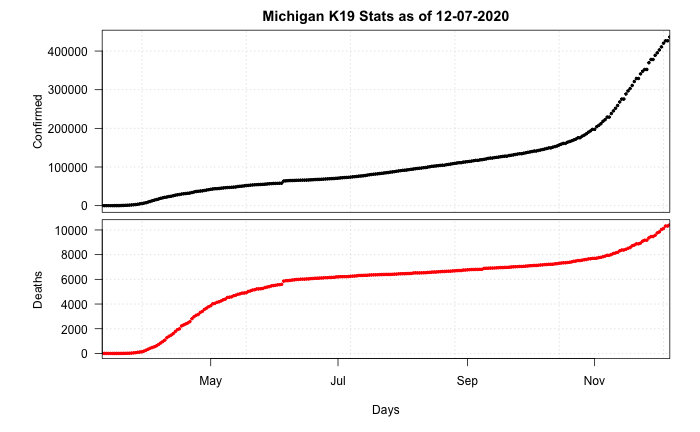 Michigan K19 Stats as of 12-07-2020
400000
300000
200000
100000
0
Confirmed
10000
8000
6000
4000
2000
0
Deaths
May Jul Sep Nov
Days